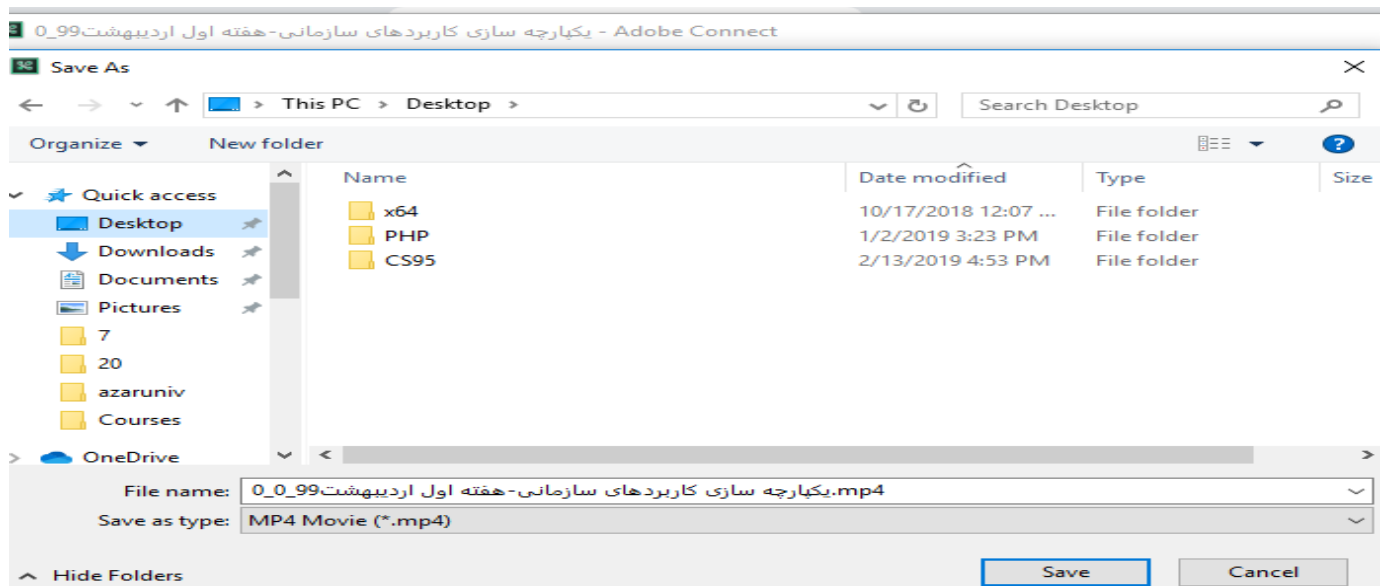 یکپارچه سازی کاربردهای سازمانی-هفته اول اردیبهشت99_0 - Adobe Connect
Save As
This PC > Desktop >
Search Desktop
Organize
New folder
Name Date modified Type Size
Quick access
Desktop
Downloads
Documents
Pictures
7
20
azaruniv
Courses
OneDrive
x64 10/17/2018 12:07 ... File folder
PHP 1/2/2019 3:23 PM File folder
CS95 2/13/2019 4:53 PM File folder
File name: یکپارچه سازی کاربردهای سازمانی-هفته اول اردیبهشت99_0_0.mp4
Save as type: MP4 Movie (*.mp4)
Hide Folders
Save
Cancel